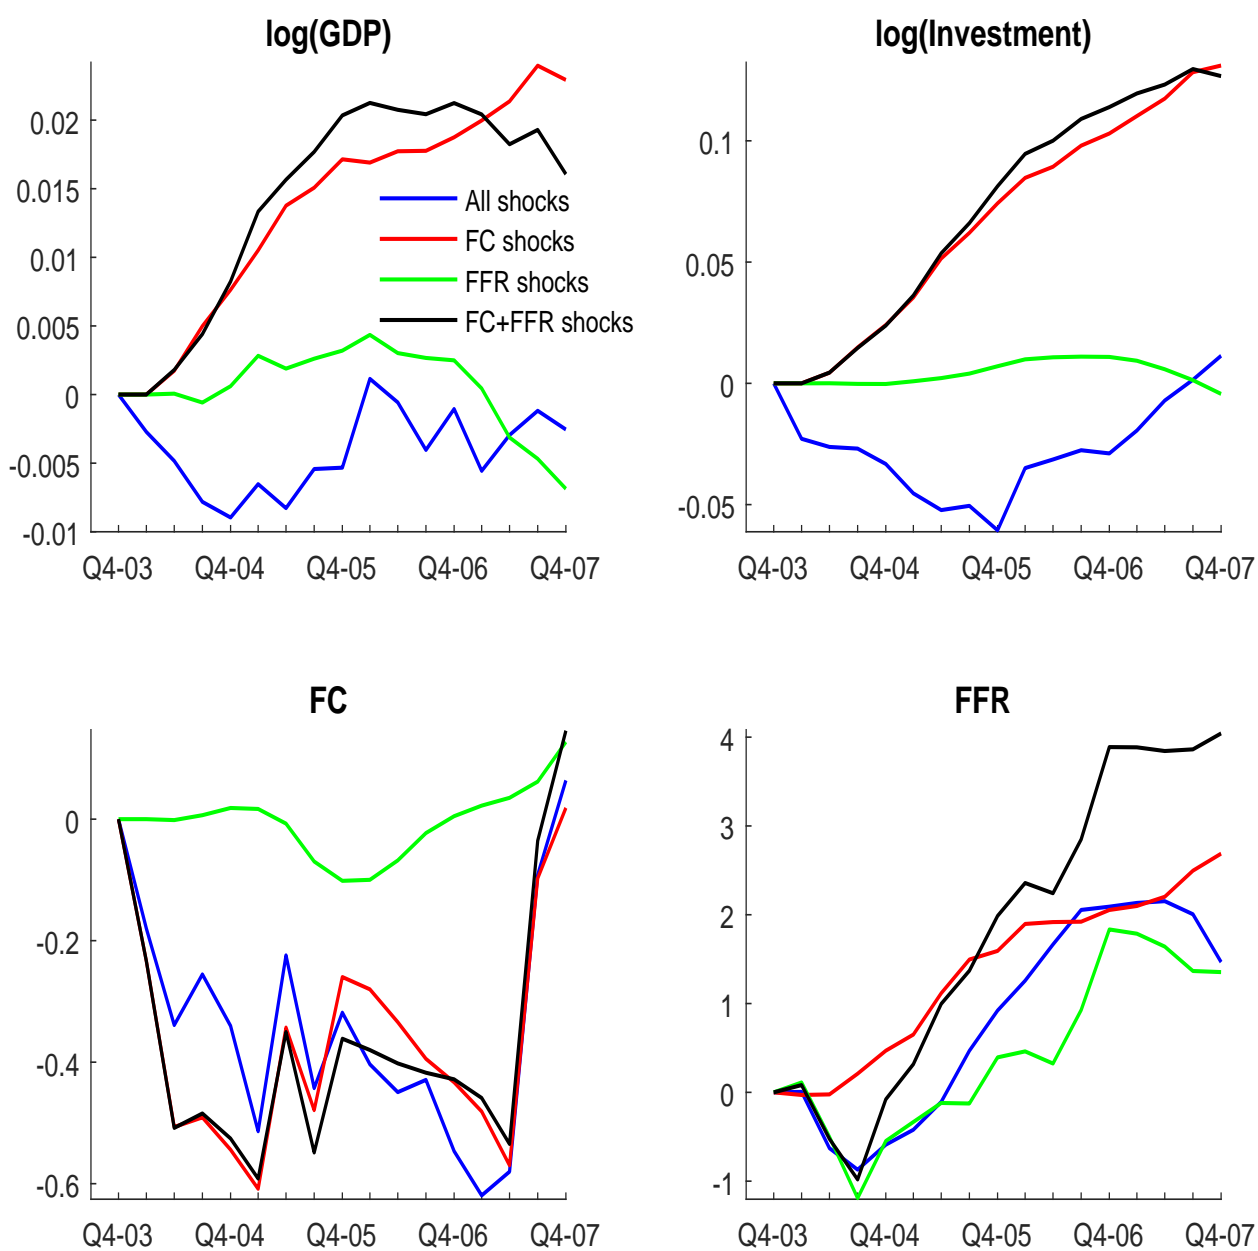 log(GDP)
0.02
0.015
0.01
0.005
0
-0.005
-0.01
Q4-03 Q4-04 Q4-05 Q4-06 Q4-07
All shocks
FC shocks
FFR shocks
FC+FFR shocks
log(Investment)
0.1
0.05
0
-0.05
Q4-03 Q4-04 Q4-05 Q4-06 Q4-07
FC
0
-0.2
-0.4
-0.6
Q4-03 Q4-04 Q4-05 Q4-06 Q4-07
FFR
4
3
2
1
0
-1
Q4-03 Q4-04 Q4-05 Q4-06 Q4-07